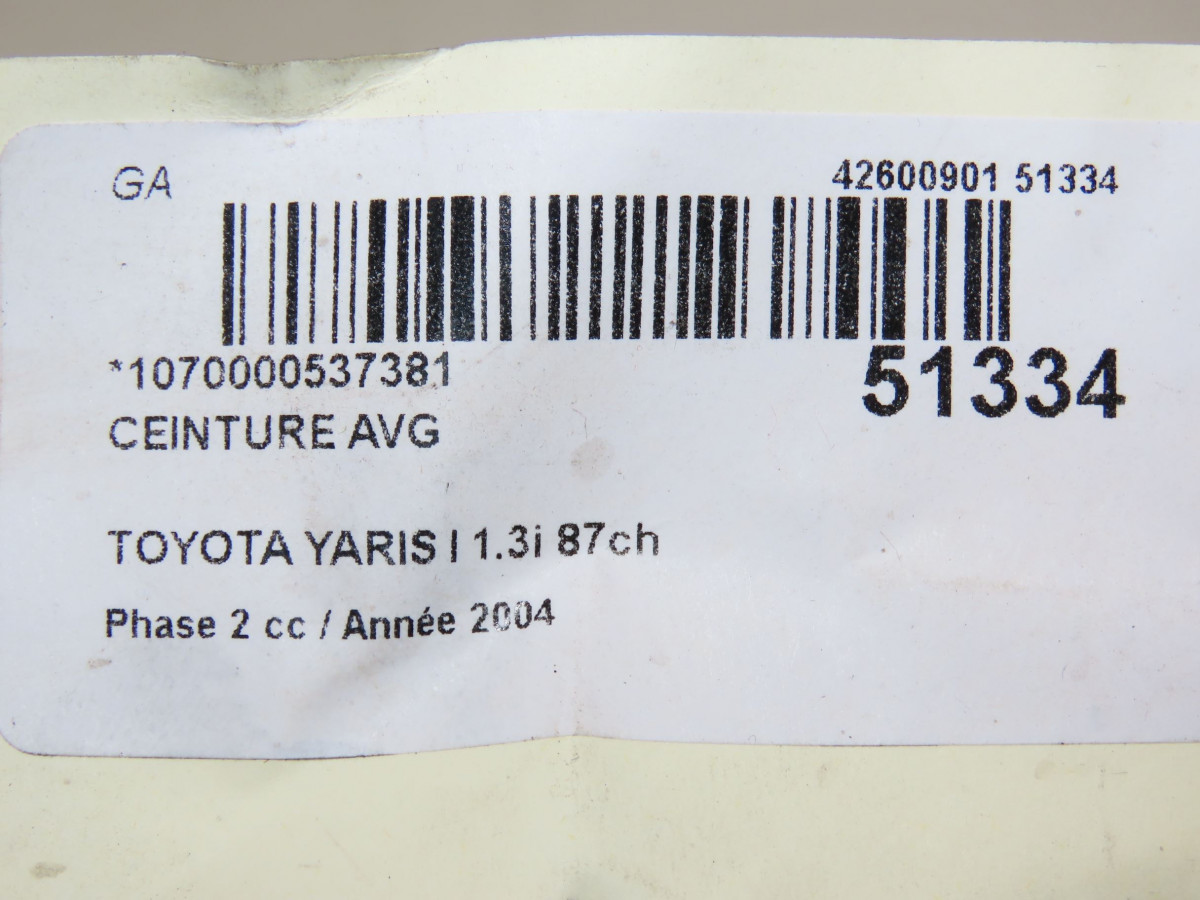 GA 42600901 51334
*1070000537381 51334
CEINTURE AVG
TOYOTA YARIS I 1.3i 87ch
Phase 2 cc / Année 2004